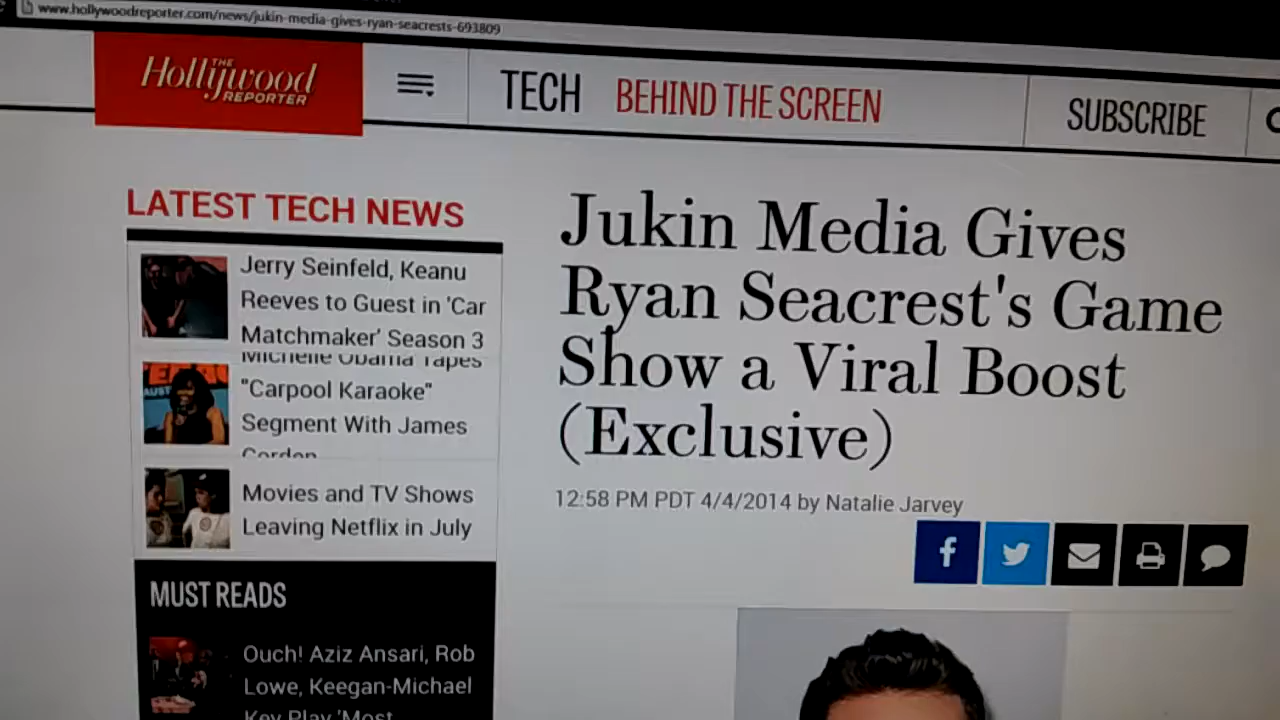 www.hollywoodreporter.com/news/jukin-media-gives-ryan-seacrests-693809
THE
Hollywood
REPORTER
TECH BEHIND THE SCREEN SUBSCRIBE
LATEST TECH NEWS
Jerry Seinfeld, Keanu
Reeves to Guest in 'Car
Matchmaker' Season 3
Michelle Obama Tapes
"Carpool Karaoke"
Segment With James
Corden
Movies and TV Shows
Leaving Netflix in July
MUST READS
Ouch! Aziz Ansari, Rob
Lowe, Keegan-Michael
Key Play 'Most
Jukin Media Gives
Ryan Seacrest's Game
Show a Viral Boost
(Exclusive)
12:58 PM PDT 4/4/2014 by Natalie Jarvey